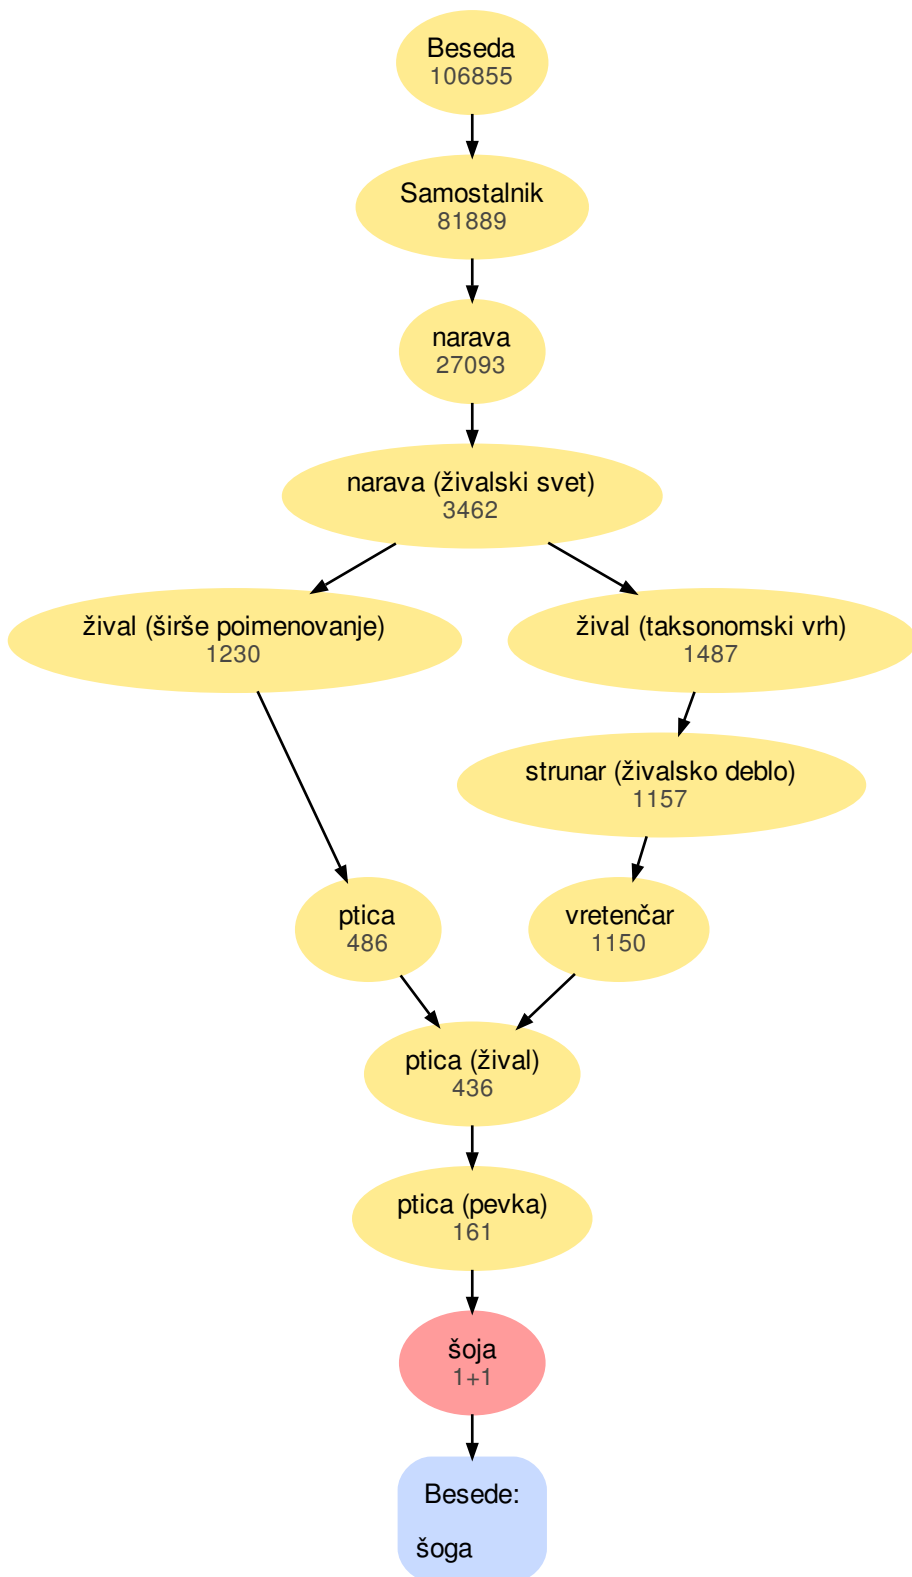 Beseda
106855
Samostalnik
81889
narava
27093
narava (živalski svet)
3462
žival (širše poimenovanje)
1230
žival (taksonomski vrh)
1487
strunar (živalsko deblo)
1157
ptica
486
vretenčar
1150
ptica (žival)
436
ptica (pevka)
161
šoja
1+1
Besede:
šoga